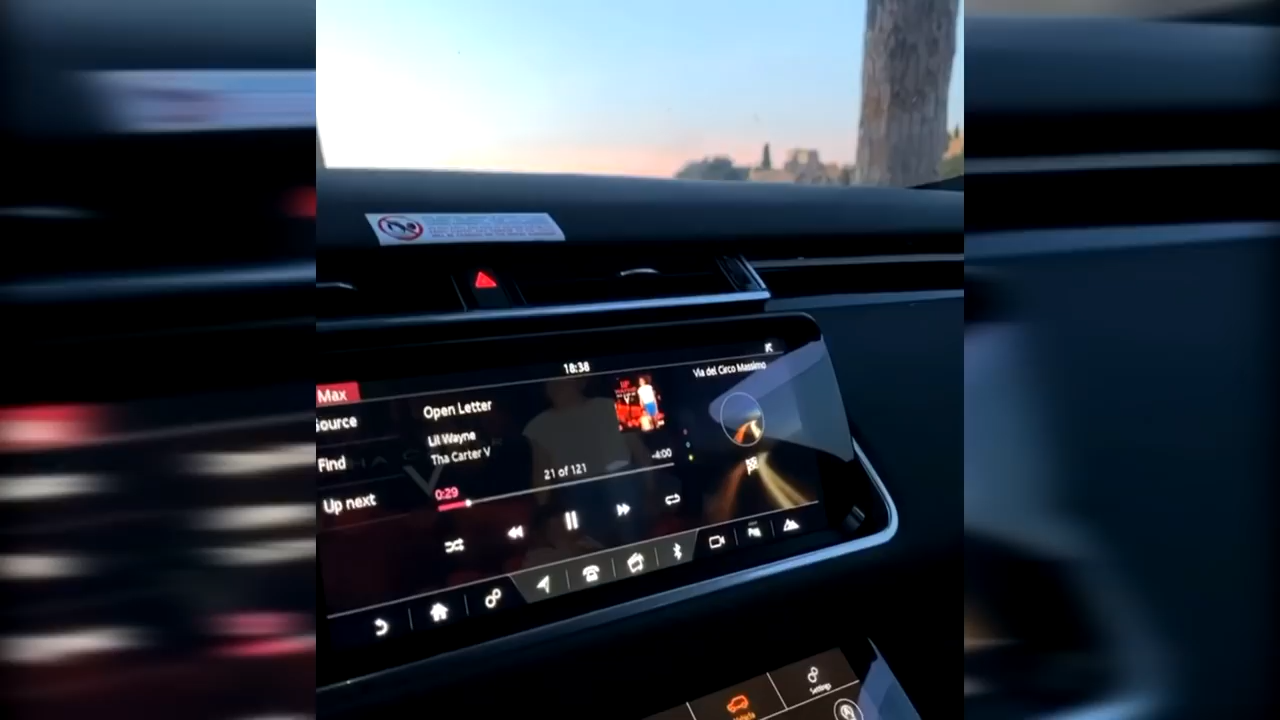 18:38
Via del Circo Massimo
Max
Source
Find
Up next
Open Letter
Lil Wayne
Tha Carter V
21 of 121
-4:00
0:29
Settings